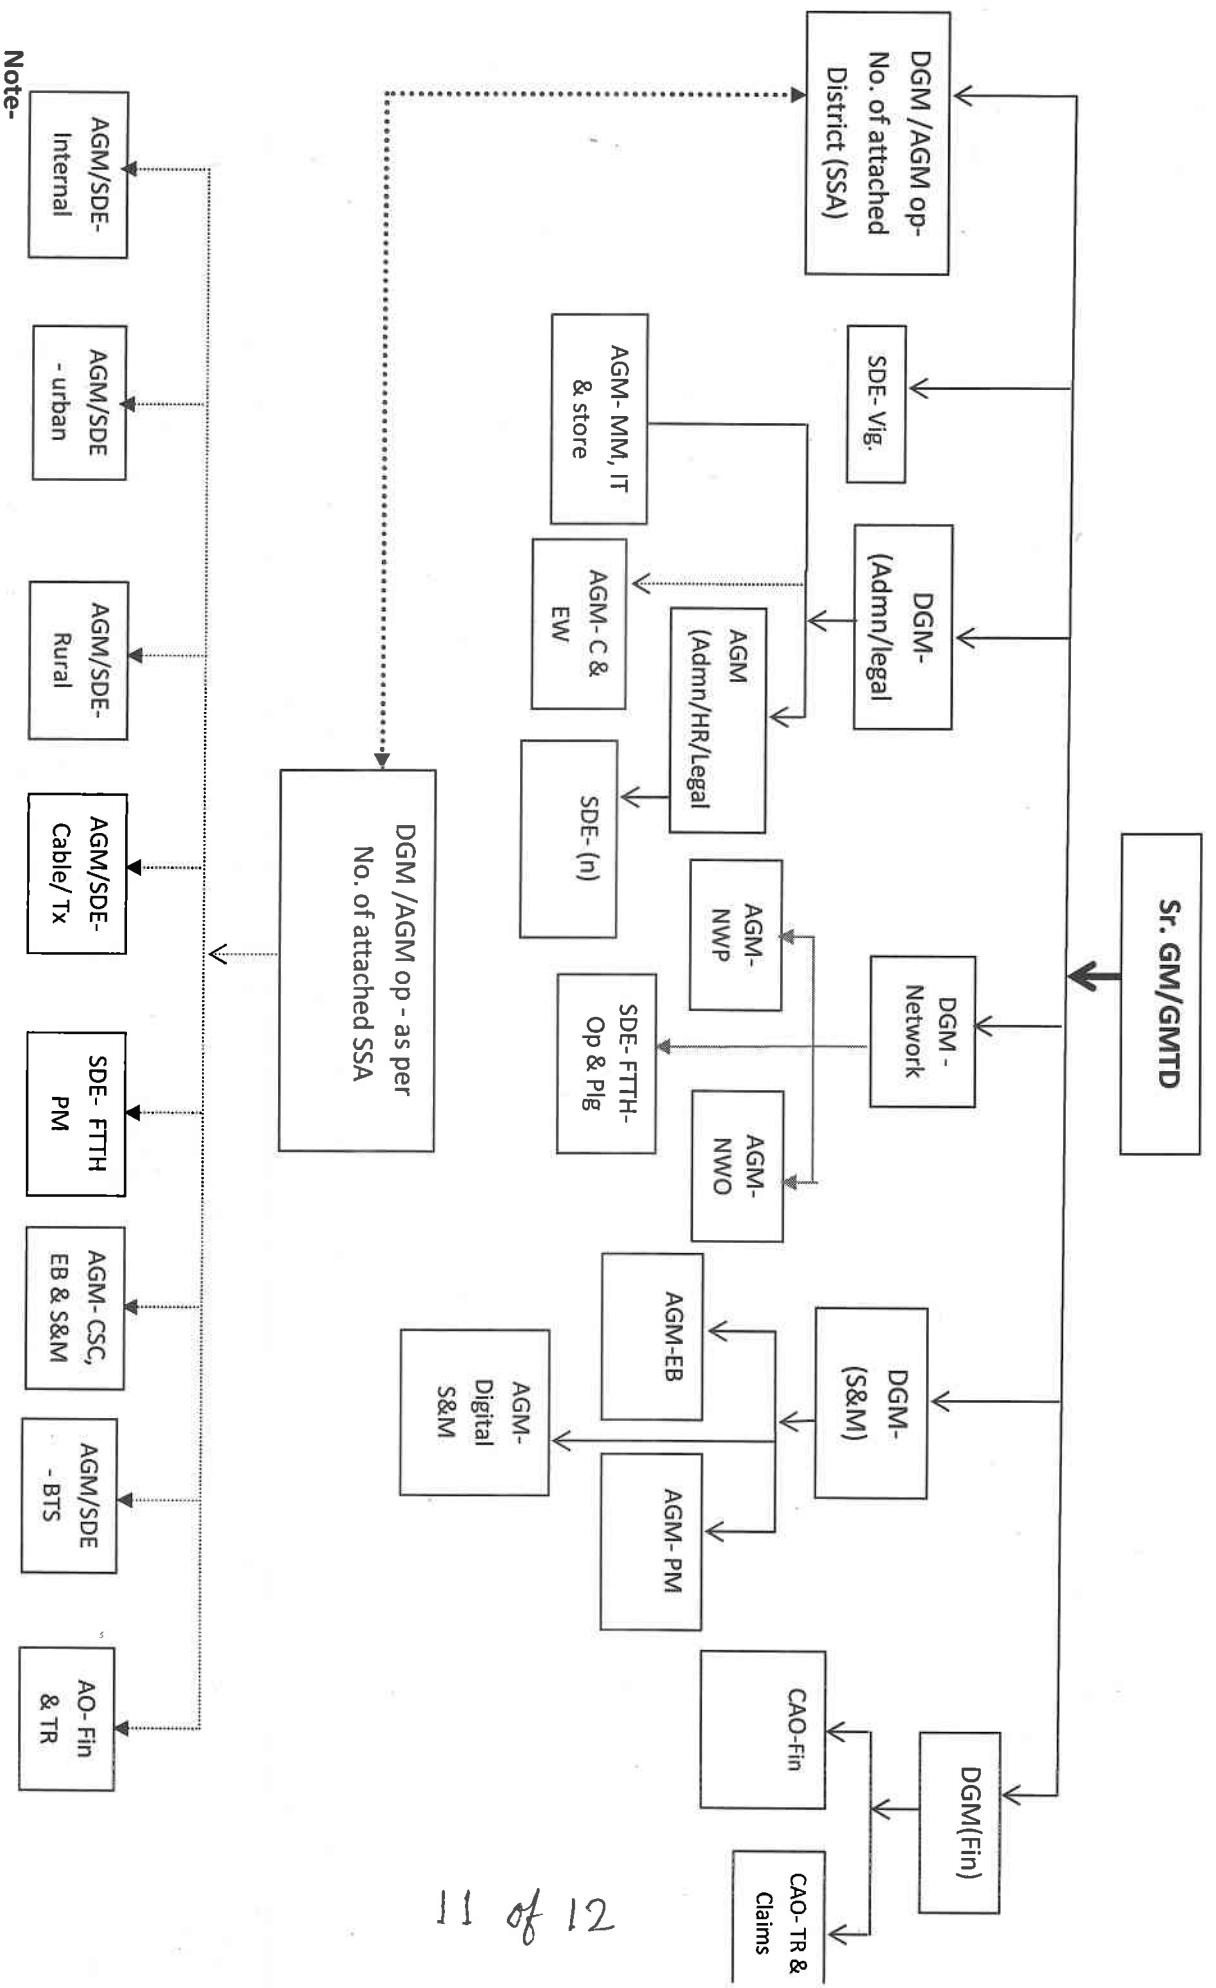 Sr. GM/GMTD
DGM /AGM op-
No. of attached
District (SSA)
SDE- Vig.
DGM-
(Admn/legal
DGM -
Network
DGM-
(S&M)
DGM(Fin)
AGM- MM, IT
& store
AGM- C &
EW
AGM
(Admn/HR/Legal
SDE- (n)
AGM-
NWP
SDE- FTTH-
Op & Plg
AGM-
NWO
AGM-EB
AGM-
Digital
S&M
AGM- PM
CAO-Fin
CAO- TR &
Claims
DGM /AGM op - as per
No. of attached SSA
AGM/SDE-
Internal
AGM/SDE
- urban
AGM/SDE-
Rural
AGM/SDE-
Cable/ Tx
SDE- FTTH
PM
AGM- CSC,
EB & S&M
AGM/SDE
- BTS
AO- Fin
& TR
Note-
11 of 12